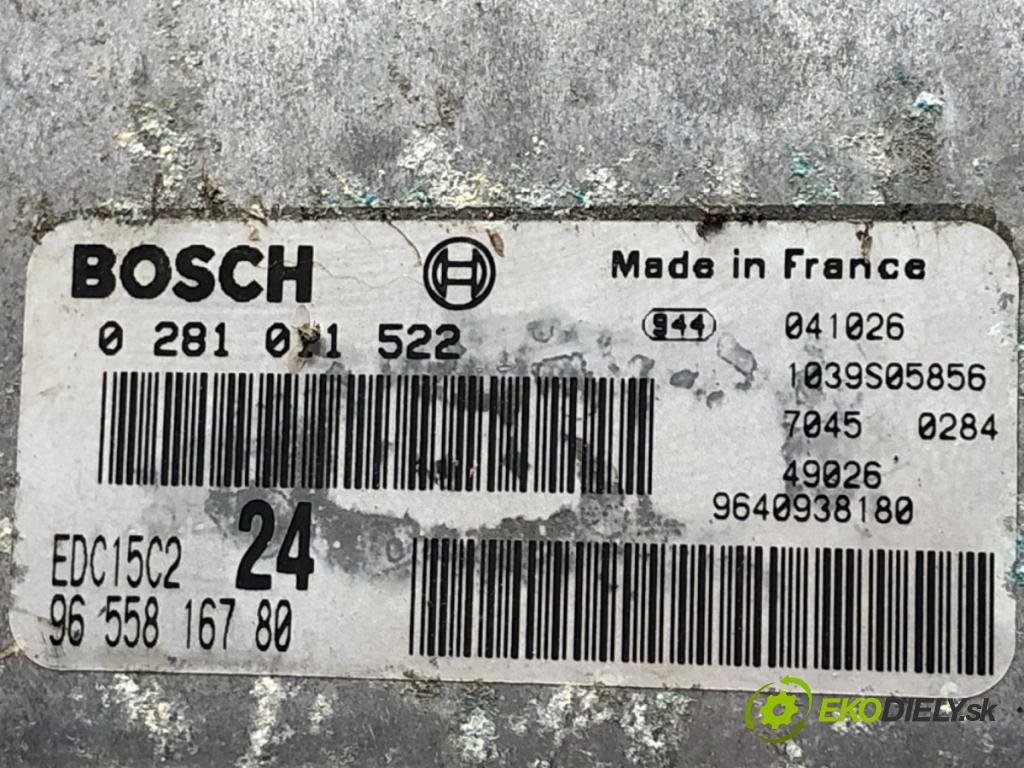 BOSCH
Made in France
0 281 011 522
944
041026
1039S05856
7045 0284
49026
9640938180
EDC15C2
24
96 558 167 80
EKODIELY.sk